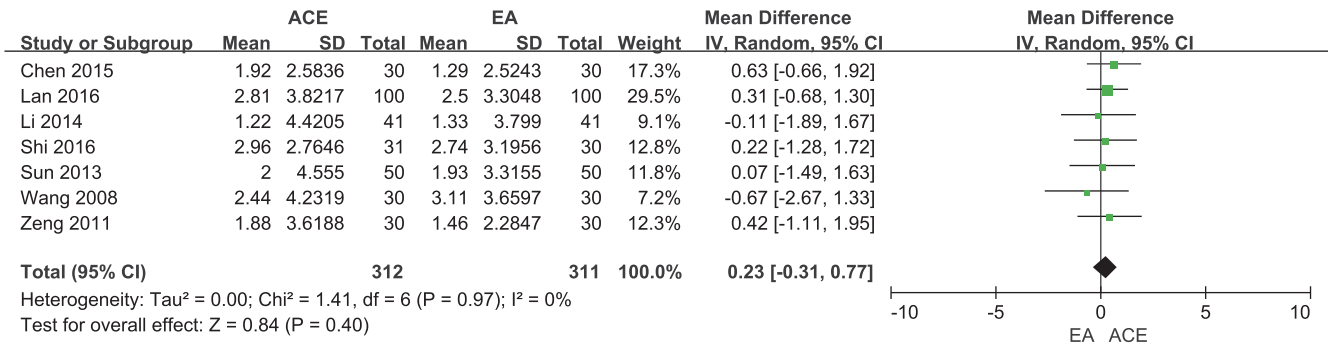 ACE EA Mean Difference Mean Difference
Study or Subgroup Mean SD Total Mean SD Total Weight IV, Random, 95% CI IV, Random, 95% CI
Chen 2015 1.92 2.5836 30 1.29 2.5243 30 17.3% 0.63 [-0.66, 1.92]
Lan 2016 2.81 3.8217 100 2.5 3.3048 100 29.5% 0.31 [-0.68, 1.30]
Li 2014 1.22 4.4205 41 1.33 3.799 41 9.1% -0.11 [-1.89, 1.67]
Shi 2016 2.96 2.7646 31 2.74 3.1956 30 12.8% 0.22 [-1.28, 1.72]
Sun 2013 2 4.555 50 1.93 3.3155 50 11.8% 0.07 [-1.49, 1.63]
Wang 2008 2.44 4.2319 30 3.11 3.6597 30 7.2% -0.67 [-2.67, 1.33]
Zeng 2011 1.88 3.6188 30 1.46 2.2847 30 12.3% 0.42 [-1.11, 1.95]
Total (95% CI) 312 311 100.0% 0.23 [-0.31, 0.77]
Heterogeneity: Tau² = 0.00; Chi² = 1.41, df = 6 (P = 0.97); I² = 0%
Test for overall effect: Z = 0.84 (P = 0.40)
-10 -5 0 5 10
EA ACE